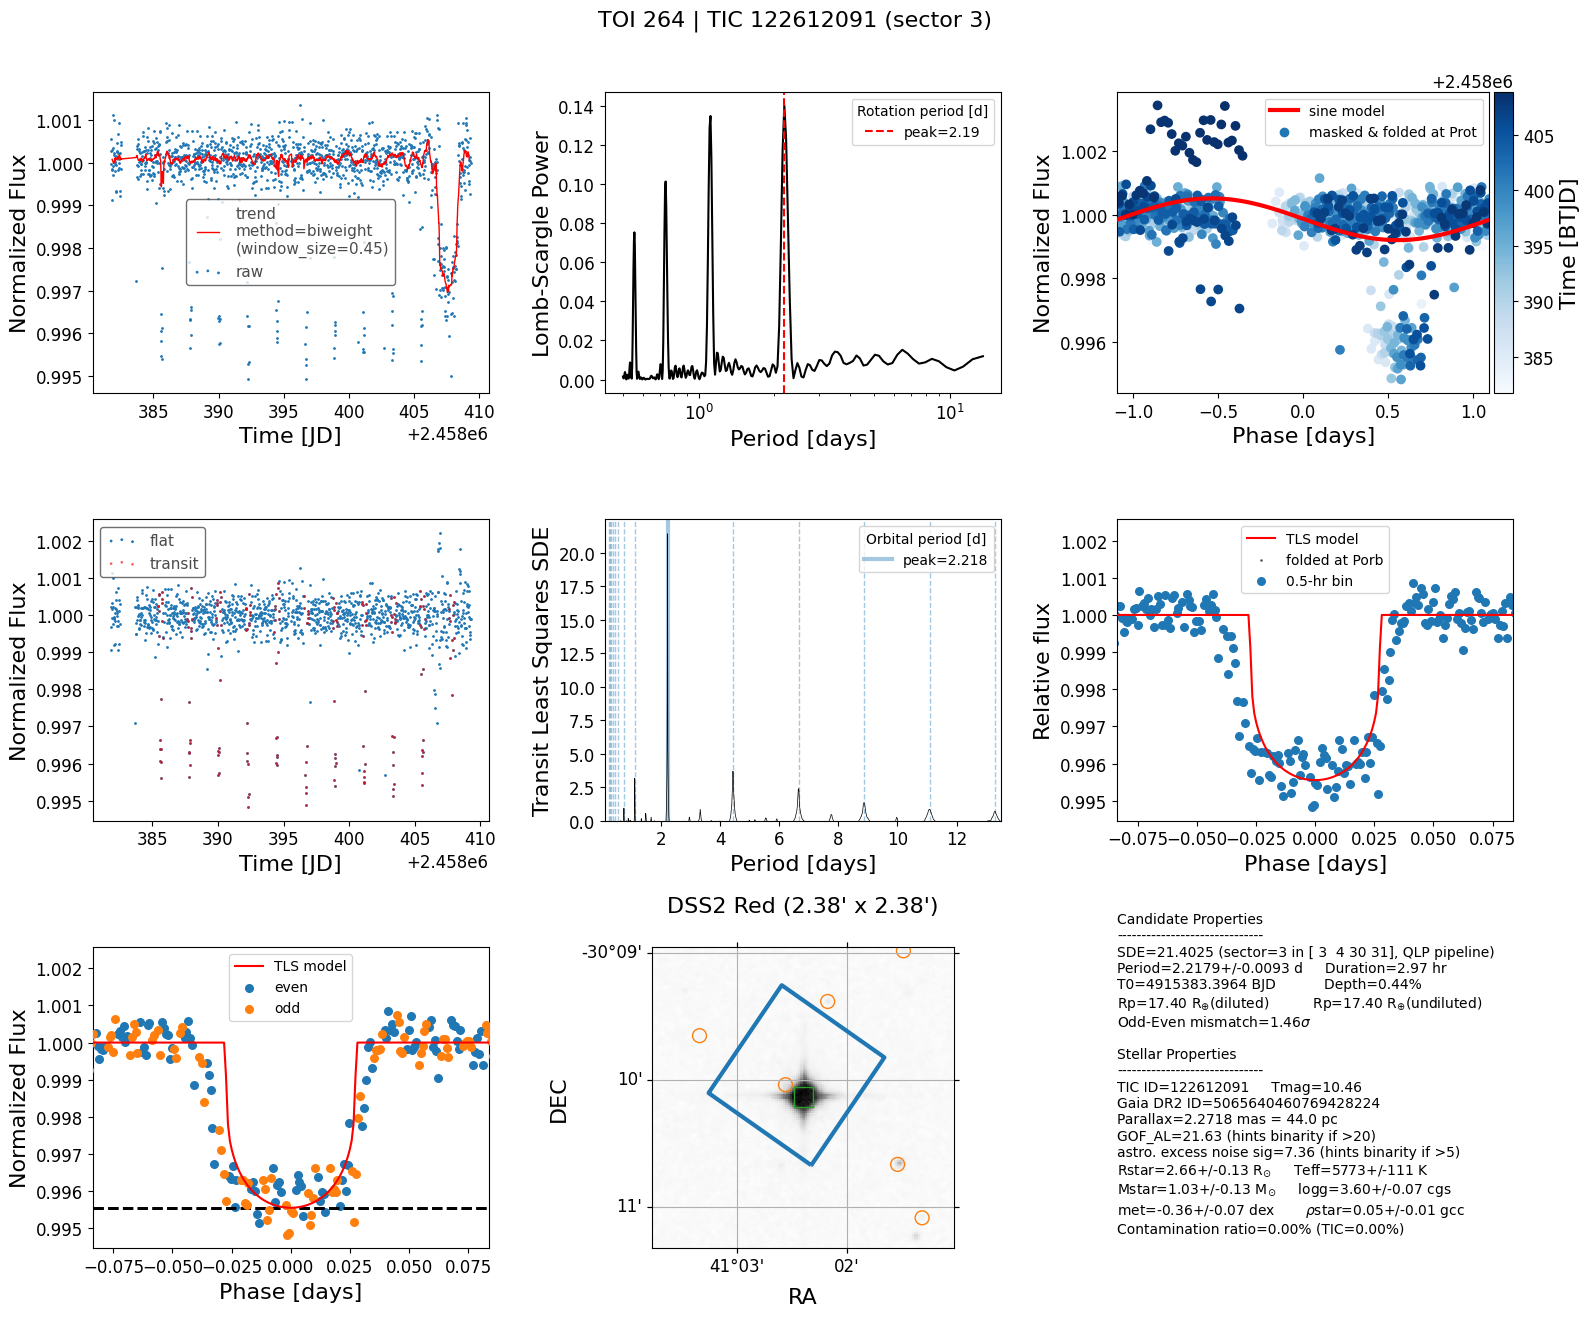 TOI 264 | TIC 122612091 (sector 3)
Normalized Flux
1.001
1.000
0.999
0.998
0.997
0.996
0.995
trend
method=biweight
(window_size=0.45)
raw
385
390
395
400
405
410
Time [JD]
+2.458e6
Lomb-Scargle Power
0.14
0.12
0.10
0.08
0.06
0.04
0.02
0.00
Rotation period [d]
peak=2.19
10^0
10^1
Period [days]
Normalized Flux
1.002
1.000
0.998
0.996
sine model
masked & folded at Prot
−1.0
−0.5
0.0
0.5
1.0
Phase [days]
+2.458e6
405
400
395
390
385
Time [BTJD]
Normalized Flux
1.002
1.001
1.000
0.999
0.998
0.997
0.996
0.995
flat
transit
385
390
395
400
405
410
Time [JD]
+2.458e6
Transit Least Squares SDE
20.0
17.5
15.0
12.5
10.0
7.5
5.0
2.5
0.0
Orbital period [d]
peak=2.218
2
4
6
8
10
12
Period [days]
Relative flux
1.002
1.001
1.000
0.999
0.998
0.997
0.996
0.995
TLS model
folded at Porb
0.5-hr bin
−0.075
−0.050
−0.025
0.000
0.025
0.050
0.075
Phase [days]
Normalized Flux
1.002
1.001
1.000
0.999
0.998
0.997
0.996
0.995
TLS model
even
odd
−0.075
−0.050
−0.025
0.000
0.025
0.050
0.075
Phase [days]
DSS2 Red (2.38' x 2.38')
DEC
-30°09'
10'
11'
41°03'
02'
RA
Candidate Properties
------------------------------
SDE=21.4025 (sector=3 in [ 3 4 30 31], QLP pipeline)
Period=2.2179+/-0.0093 d Duration=2.97 hr
T0=4915383.3964 BJD Depth=0.44%
Rp=17.40 R⊕(diluted) Rp=17.40 R⊕(undiluted)
Odd-Even mismatch=1.46σ
Stellar Properties
------------------------------
TIC ID=122612091 Tmag=10.46
Gaia DR2 ID=5065640460769428224
Parallax=2.2718 mas = 44.0 pc
GOF_AL=21.63 (hints binarity if >20)
astro. excess noise sig=7.36 (hints binarity if >5)
Rstar=2.66+/-0.13 R⊙ Teff=5773+/-111 K
Mstar=1.03+/-0.13 M⊙ logg=3.60+/-0.07 cgs
met=-0.36+/-0.07 dex ρstar=0.05+/-0.01 gcc
Contamination ratio=0.00% (TIC=0.00%)